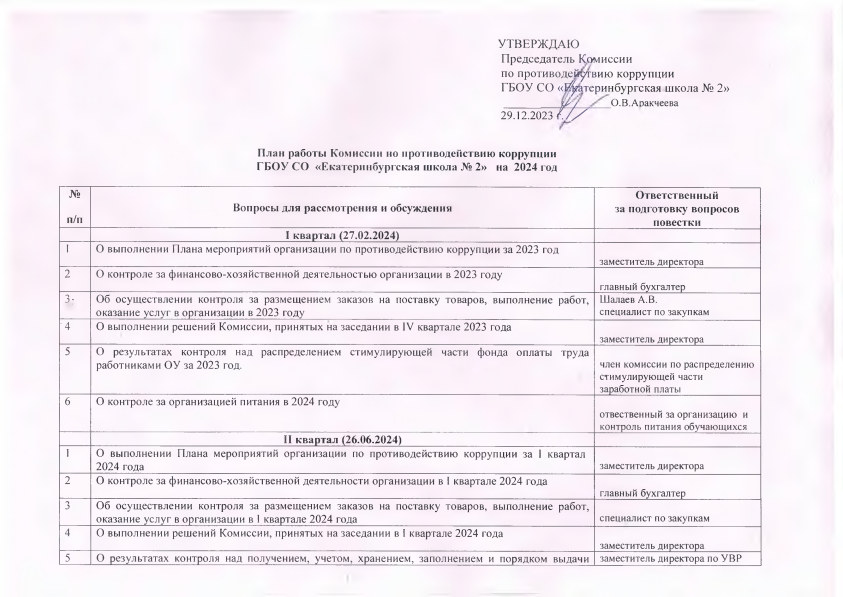 УТВЕРЖДАЮ
Председатель Комиссии
по противодействию коррупции
ГБОУ СО «Екатеринбургская школа № 2»
О.В.Аракчеева
29.12.2023 г.
План работы Комиссии по противодействию коррупции
ГБОУ СО «Екатеринбургская школа № 2» на 2024 год
№
п/п
Вопросы для рассмотрения и обсуждения
Ответственный
за подготовку вопросов
повестки
I квартал (27.02.2024)
1 О выполнении Плана мероприятий организации по противодействию коррупции за 2023 год
заместитель директора
2 О контроле за финансово-хозяйственной деятельностью организации в 2023 году
главный бухгалтер
3 Об осуществлении контроля за размещением заказов на поставку товаров, выполнение работ, Шалаев А.В.
оказание услуг в организации в 2023 году специалист по закупкам
4 О выполнении решений Комиссии, принятых на заседании в IV квартале 2023 года
заместитель директора
5 О результатах контроля над распределением стимулирующей части фонда оплаты труда
работниками ОУ за 2023 год. член комиссии по распределению
стимулирующей части
заработной платы
6 О контроле за организацией питания в 2024 году
отвественный за организацию и
контроль питания обучающихся
II квартал (26.06.2024)
1 О выполнении Плана мероприятий организации по противодействию коррупции за I квартал
2024 года заместитель директора
2 О контроле за финансово-хозяйственной деятельности организации в I квартале 2024 года
главный бухгалтер
3 Об осуществлении контроля за размещением заказов на поставку товаров, выполнение работ,
оказание услуг в организации в I квартале 2024 года специалист по закупкам
4 О выполнении решений Комиссии, принятых на заседании в I квартале 2024 года
заместитель директора
5 О результатах контроля над получением, учетом, хранением, заполнением и порядком выдачи заместитель директора по УВР